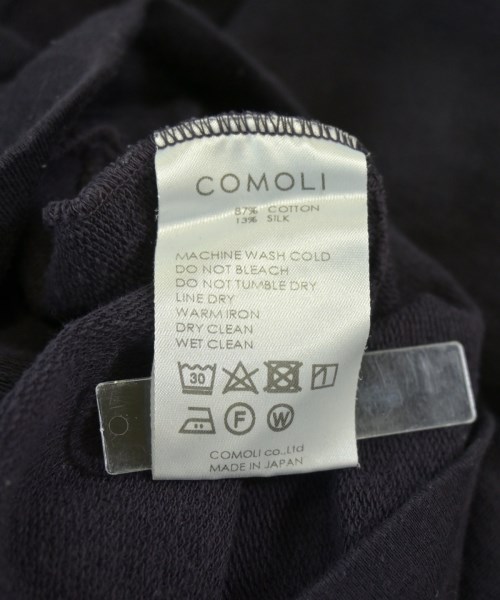 COMOLI
87% COTTON
13% SILK
MACHINE WASH COLD
DO NOT BLEACH
DO NOT TUMBLE DRY
LINE DRY
WARM IRON
DRY CLEAN
WET CLEAN
30
F W
COMOLI co.,Ltd
MADE IN JAPAN